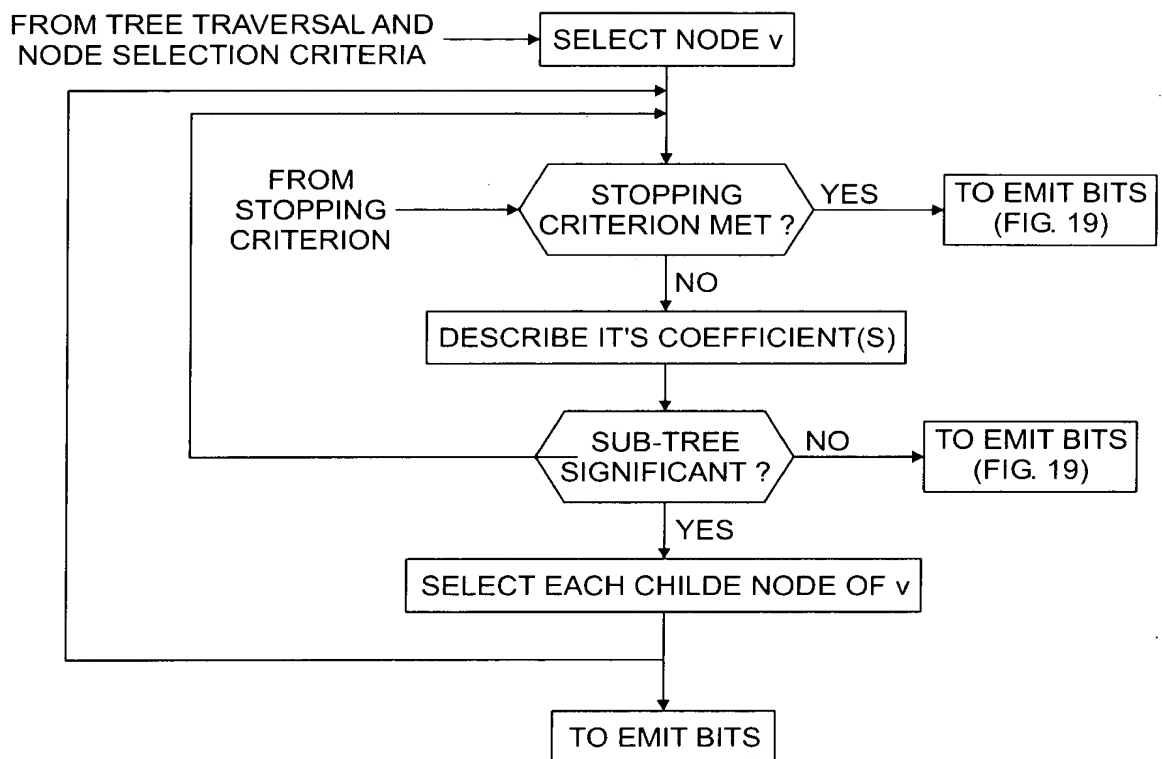 FROM TREE TRAVERSAL AND
NODE SELECTION CRITERIA
SELECT NODE v
FROM
STOPPING
CRITERION
STOPPING
CRITERION MET ?
YES
TO EMIT BITS
(FIG. 19)
NO
DESCRIBE IT'S COEFFICIENT(S)
SUB-TREE
SIGNIFICANT ?
NO
TO EMIT BITS
(FIG. 19)
YES
SELECT EACH CHILDE NODE OF v
TO EMIT BITS